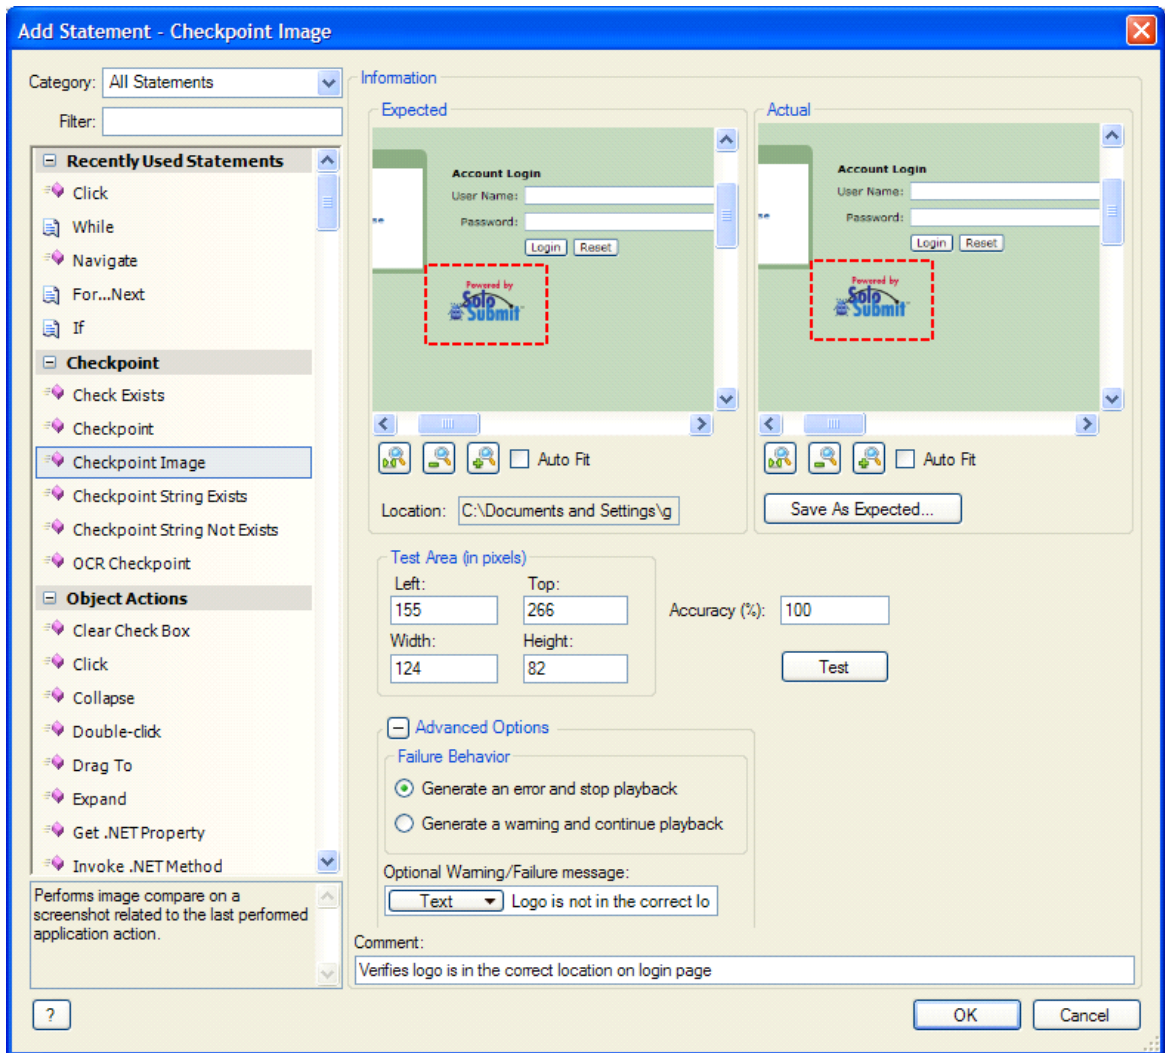 Add Statement - Checkpoint Image
Category: All Statements
Filter:
Recently Used Statements
Click
While
Navigate
For...Next
If
Checkpoint
Check Exists
Checkpoint
Checkpoint Image
Checkpoint String Exists
Checkpoint String Not Exists
OCR Checkpoint
Object Actions
Clear Check Box
Click
Collapse
Double-click
Drag To
Expand
Get .NET Property
Invoke .NET Method
Performs image compare on a
screenshot related to the last performed
application action.
Information
Expected
se
Account Login
User Name:
Password:
Login Reset
Powered by
Solo
Submit™
Auto Fit
Location: C:\Documents and Settings\g
Actual
se
Account Login
User Name:
Password:
Login Reset
Powered by
Solo
Submit™
Auto Fit
Save As Expected...
Test Area (in pixels)
Left: Top:
155 266
Width: Height:
124 82
Accuracy (%): 100
Test
Advanced Options
Failure Behavior
Generate an error and stop playback
Generate a warning and continue playback
Optional Warning/Failure message:
Text Logo is not in the correct lo
Comment:
Verifies logo is in the correct location on login page
? OK Cancel